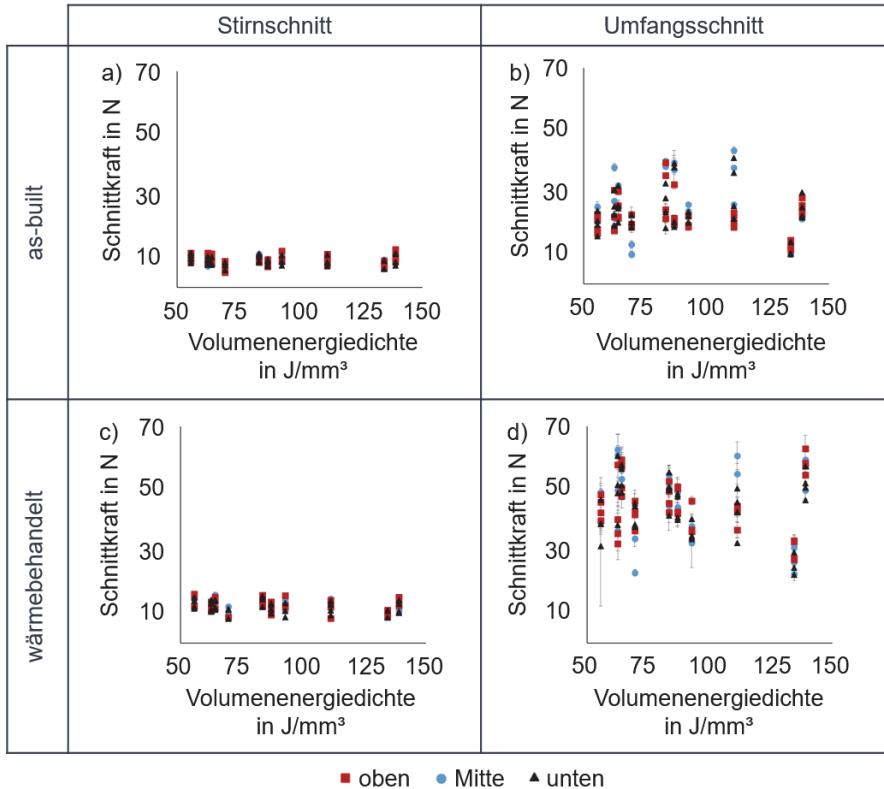 Stirnschnitt
Umfangsschnitt
as-built
a)
Schnittkraft in N
70
50
30
10
50 75 100 125 150
Volumenenergiedichte
in J/mm³
b)
Schnittkraft in N
70
50
30
10
50 75 100 125 150
Volumenenergiedichte
in J/mm³
wärmebehandelt
c)
Schnittkraft in N
70
50
30
10
50 75 100 125 150
Volumenenergiedichte
in J/mm³
d)
Schnittkraft in N
70
50
30
10
50 75 100 125 150
Volumenenergiedichte
in J/mm³
oben Mitte unten